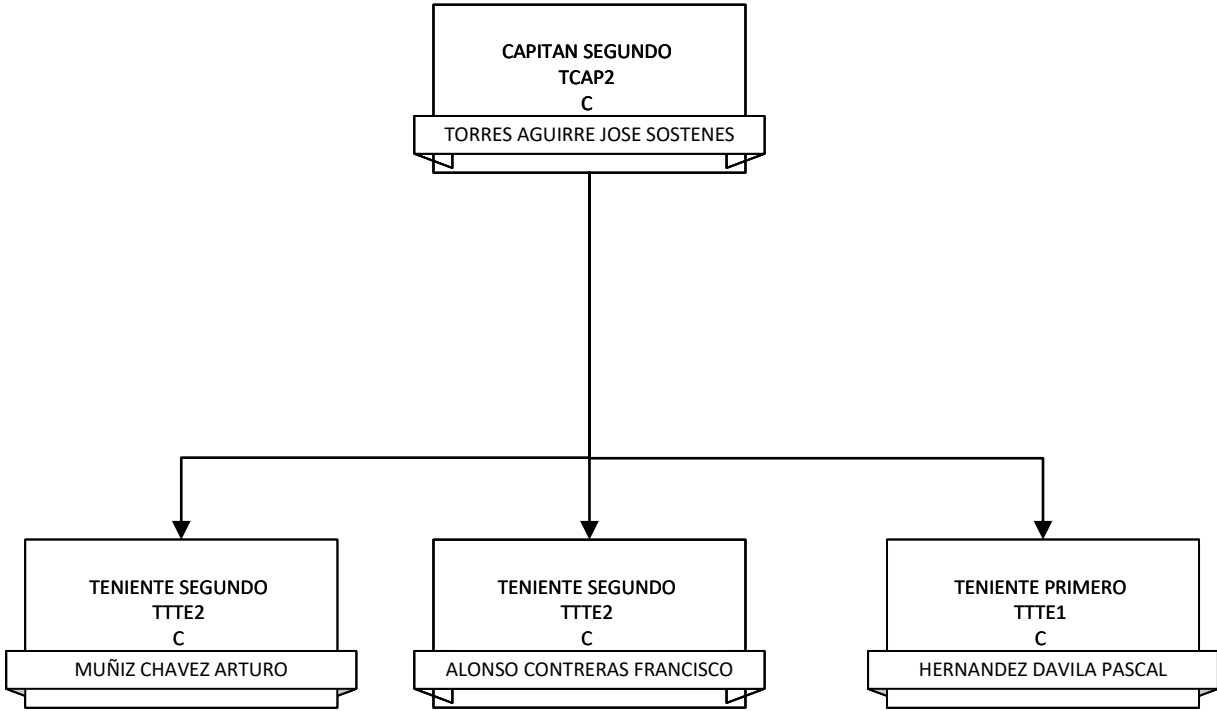 CAPITAN SEGUNDO
TCAP2
C
TORRES AGUIRRE JOSE SOSTENES
TENIENTE SEGUNDO
TTTE2
C
MUÑIZ CHAVEZ ARTURO
TENIENTE SEGUNDO
TTTE2
C
ALONSO CONTRERAS FRANCISCO
TENIENTE PRIMERO
TTTE1
C
HERNANDEZ DAVILA PASCAL